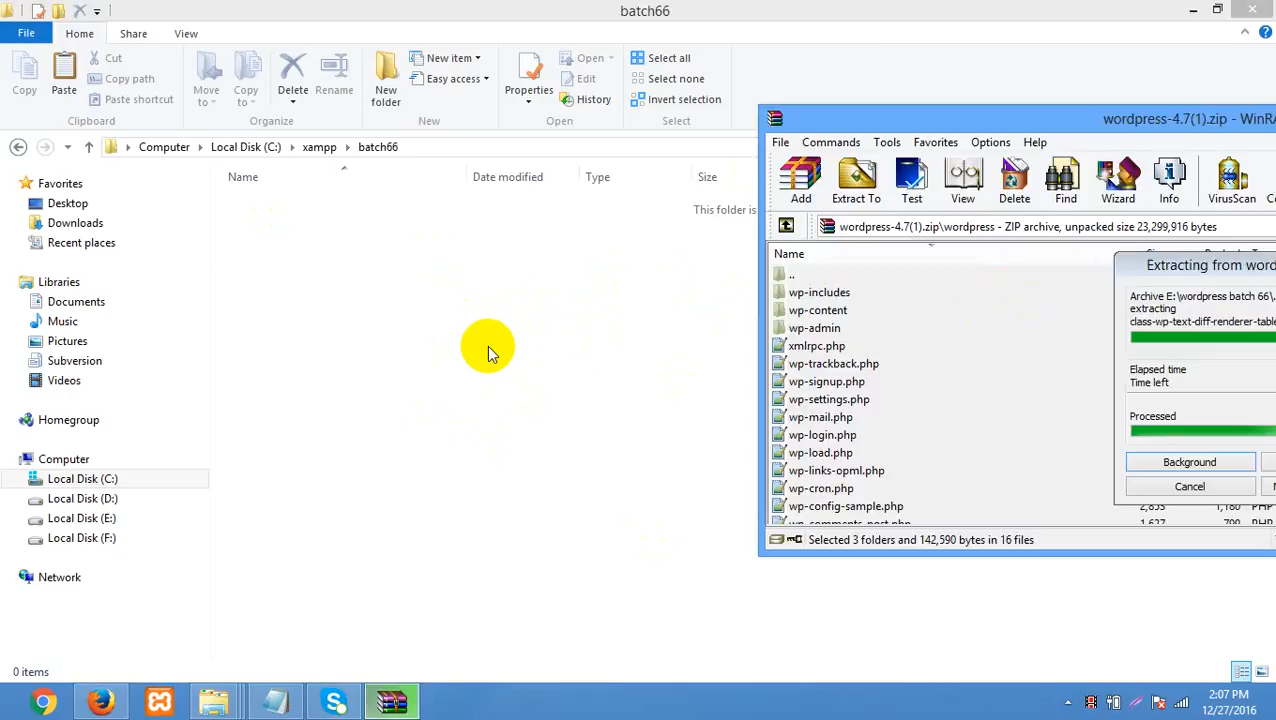 batch66
File
Home
Share
View
Copy
Paste
Cut
Copy path
Paste shortcut
Clipboard
Move to
Copy to
Delete
Rename
Organize
New folder
New item
Easy access
New
Properties
Open
Edit
History
Open
Select all
Select none
Invert selection
Select
Computer
Local Disk (C:)
xampp
batch66
Name
Date modified
Type
Size
This folder is
Favorites
Desktop
Downloads
Recent places
Libraries
Documents
Music
Pictures
Subversion
Videos
Homegroup
Computer
Local Disk (C:)
Local Disk (D:)
Local Disk (E:)
Local Disk (F:)
Network
0 items
wordpress-4.7(1).zip - WinRA
File
Commands
Tools
Favorites
Options
Help
Add
Extract To
Test
View
Delete
Find
Wizard
Info
VirusScan
wordpress-4.7(1).zip\wordpress - ZIP archive, unpacked size 23,299,916 bytes
Name
..
wp-includes
wp-content
wp-admin
xmlrpc.php
wp-trackback.php
wp-signup.php
wp-settings.php
wp-mail.php
wp-login.php
wp-load.php
wp-links-opml.php
wp-cron.php
wp-config-sample.php
wp-comments-post.php
Extracting from word
Archive E:\wordpress batch 66\.
extracting
class-wp-text-diff-renderer-table
Elapsed time
Time left
Processed
Background
Cancel
Selected 3 folders and 142,590 bytes in 16 files
2:07 PM
12/27/2016